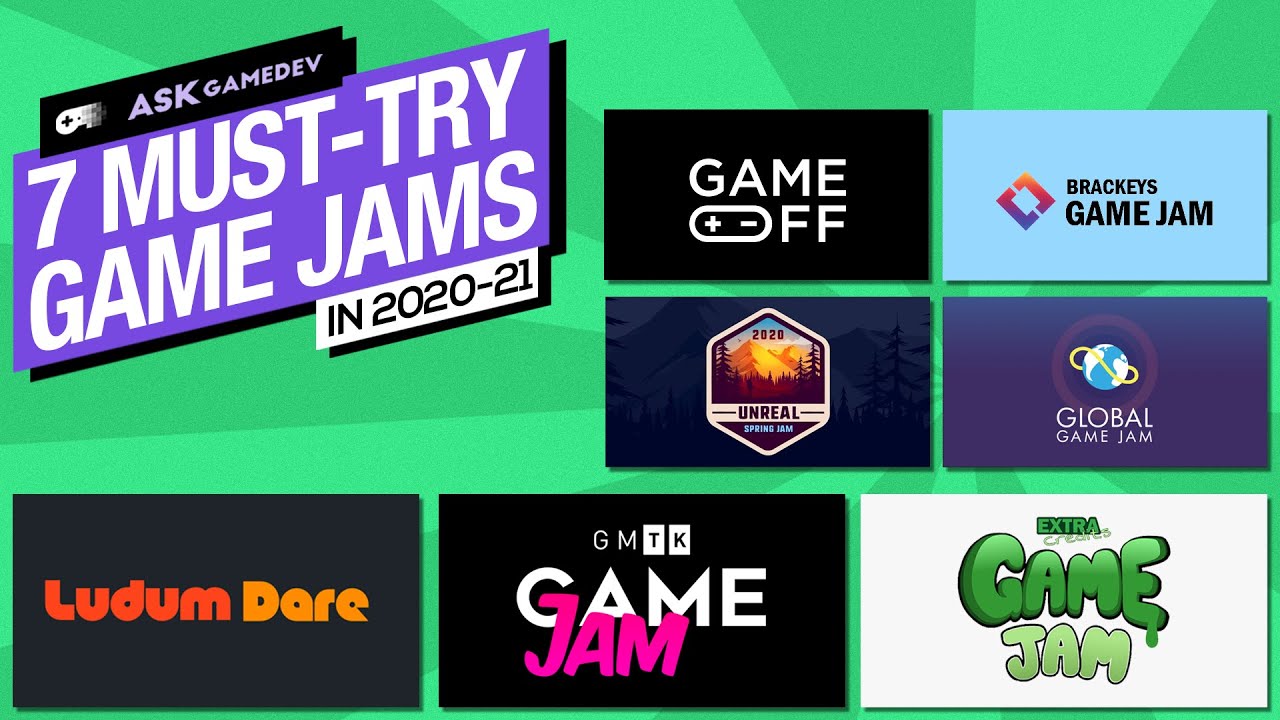 ASK GAMEDEV
7 MUST-TRY
GAME JAMS
IN 2020-21
GAME
OFF
BRACKEYS
GAME JAM
2020
UNREAL
SPRING JAM
GLOBAL
GAME JAM
Ludum Dare
GMTK
GAME
JAM
EXTRA
credits
GAME
JAM